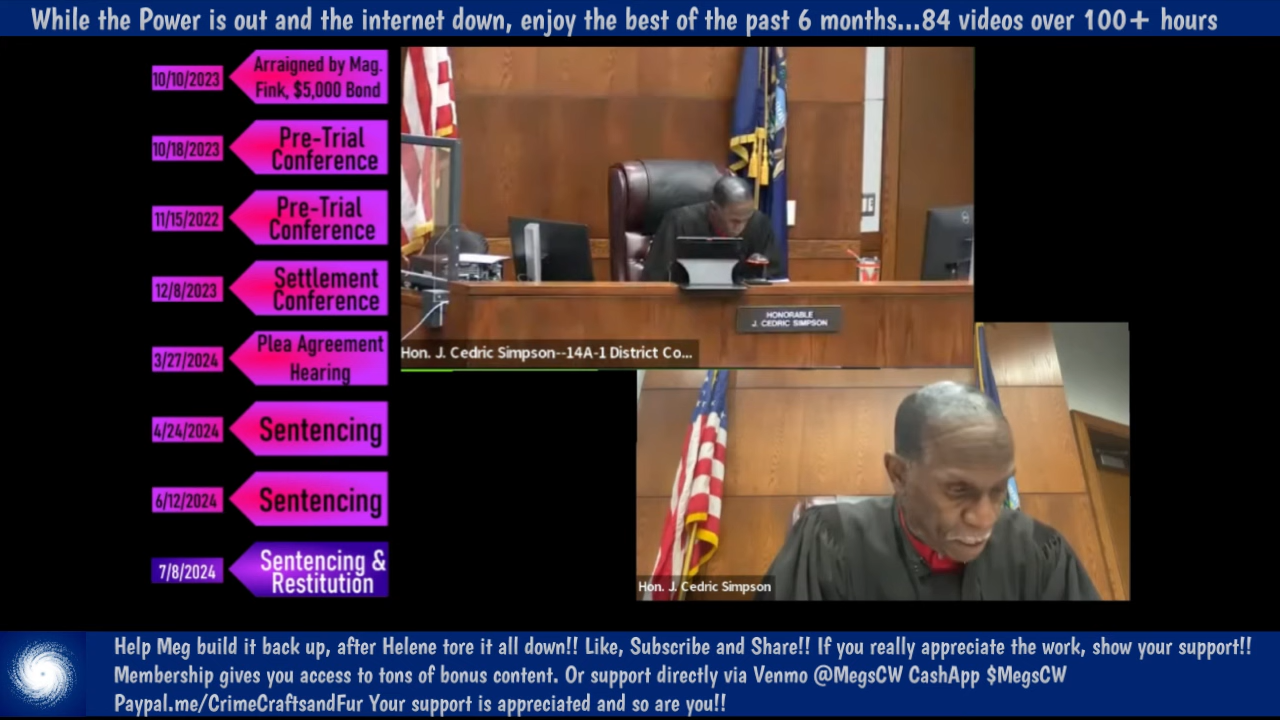 While the Power is out and the internet down, enjoy the best of the past 6 months...84 videos over 100+ hours
10/10/2023
Arraigned by Mag.
Fink, $5,000 Bond
10/18/2023
Pre-Trial
Conference
11/15/2022
Pre-Trial
Conference
12/8/2023
Settlement
Conference
3/27/2024
Plea Agreement
Hearing
4/24/2024
Sentencing
6/12/2024
Sentencing
7/8/2024
Sentencing &
Restitution
HONORABLE
J. CEDRIC SIMPSON
Hon. J. Cedric Simpson--14A-1 District Co...
Hon. J. Cedric Simpson
Help Meg build it back up, after Helene tore it all down!! Like, Subscribe and Share!! If you really appreciate the work, show your support!!
Membership gives you access to tons of bonus content. Or support directly via Venmo @MegsCW CashApp $MegsCW
Paypal.me/CrimeCraftsandFur Your support is appreciated and so are you!!